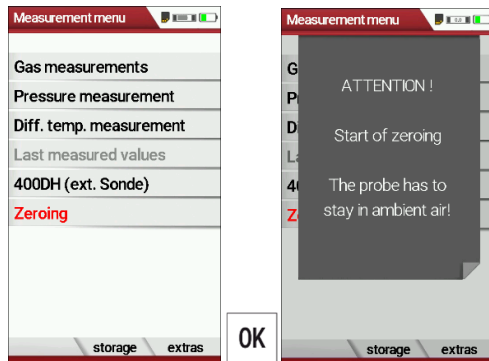 Measurement menu
Gas measurements
Pressure measurement
Diff. temp. measurement
Last measured values
400DH (ext. Sonde)
Zeroing
storage extras
OK
Measurement menu
G
P
D
L
4
Z
ATTENTION !
Start of zeroing
The probe has to
stay in ambient air!
storage extras